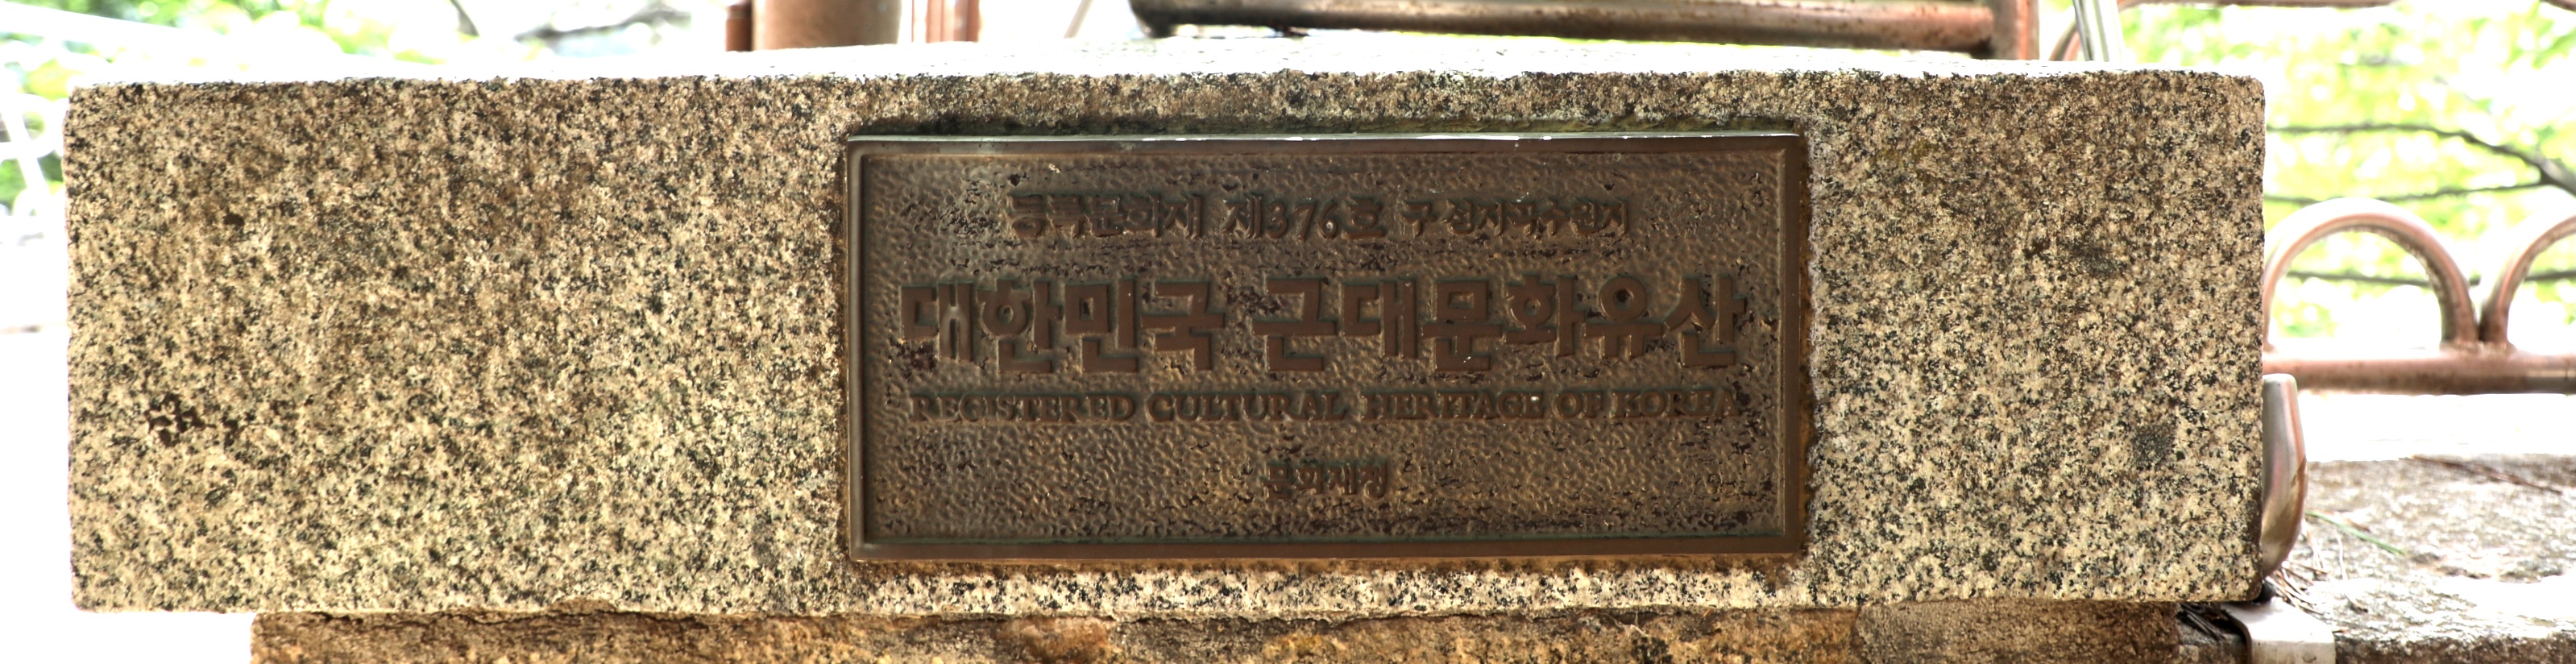 등록문화재 제376호 구 성지곡수원지
대한민국 근대문화유산
REGISTERED CULTURAL HERITAGE OF KOREA
문화재청